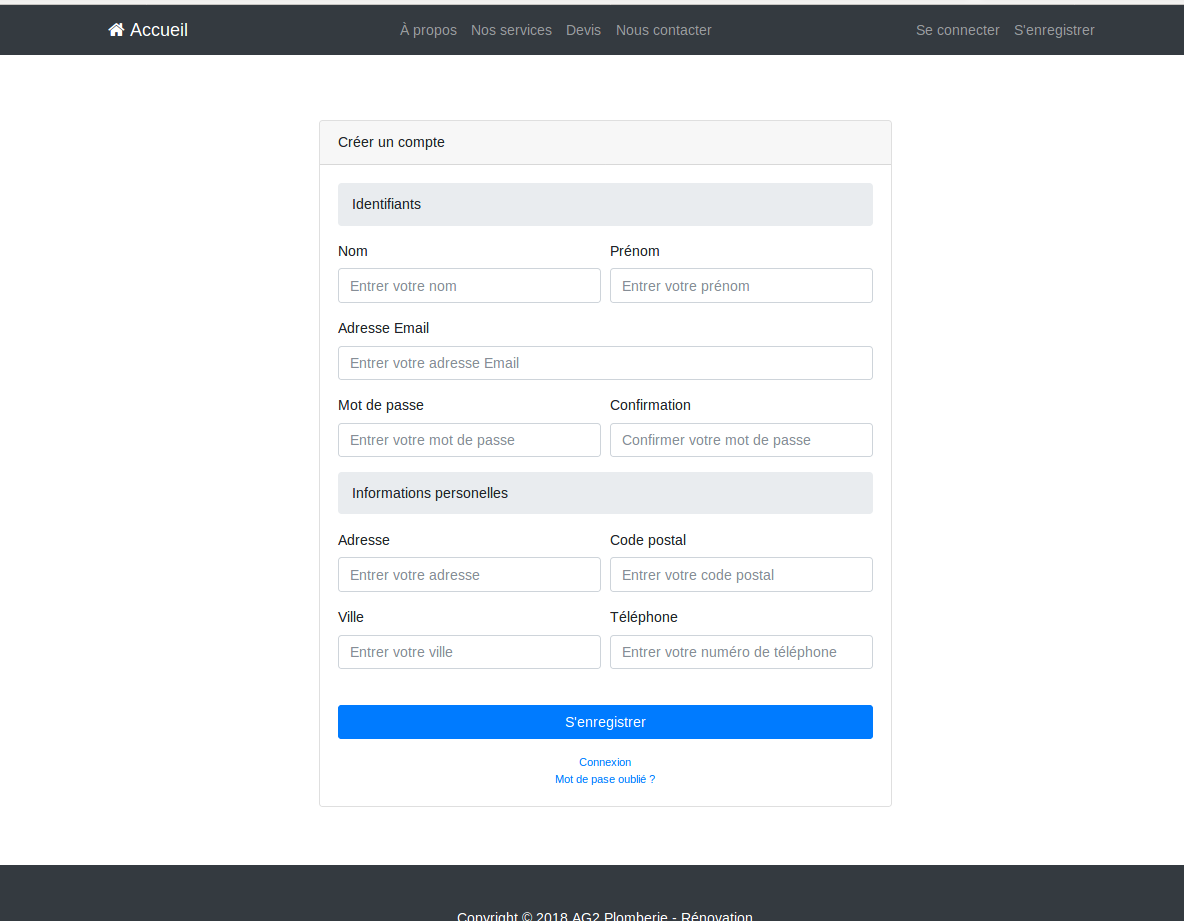 Accueil À propos Nos services Devis Nous contacter Se connecter S'enregistrer
Créer un compte
Identifiants
Nom Prénom
Entrer votre nom Entrer votre prénom
Adresse Email
Entrer votre adresse Email
Mot de passe Confirmation
Entrer votre mot de passe Confirmer votre mot de passe
Informations personelles
Adresse Code postal
Entrer votre adresse Entrer votre code postal
Ville Téléphone
Entrer votre ville Entrer votre numéro de téléphone
S'enregistrer
Connexion
Mot de pase oublié ?
Copyright © 2018 AG2 Plomberie - Rénovation